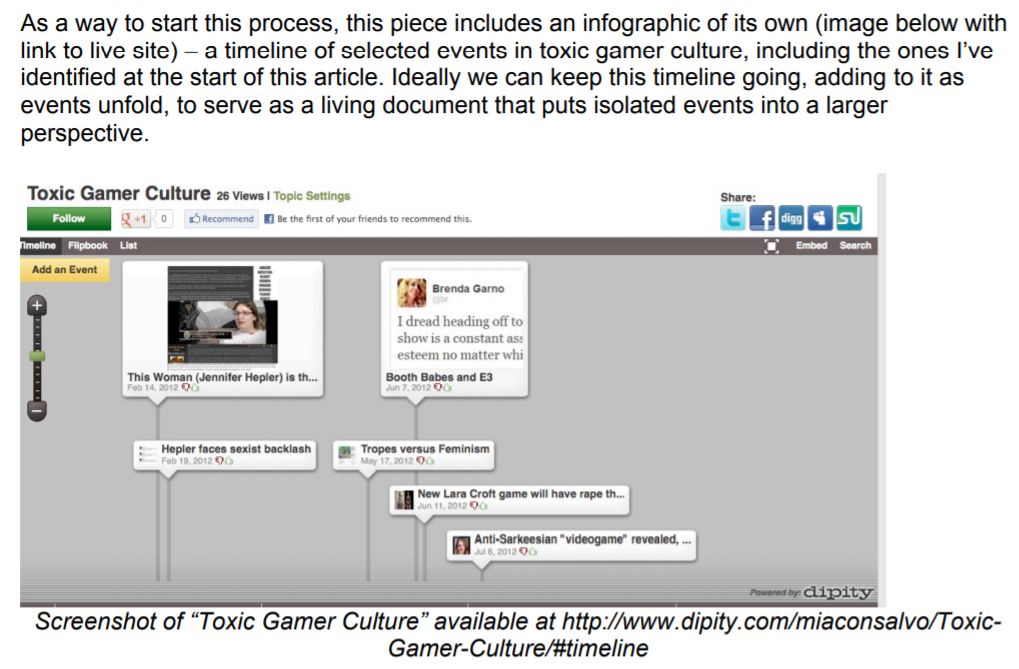 As a way to start this process, this piece includes an infographic of its own (image below with
link to live site) – a timeline of selected events in toxic gamer culture, including the ones I’ve
identified at the start of this article. Ideally we can keep this timeline going, adding to it as
events unfold, to serve as a living document that puts isolated events into a larger
perspective.
Toxic Gamer Culture 26 Views | Topic Settings
Share:
Follow
+1
0
Recommend
Be the first of your friends to recommend this.
digg
Timeline Flipbook List
Embed Search
Add an Event
This Woman (Jennifer Hepler) is th...
Feb 14, 2012
Brenda Garno
@br
I dread heading off to
show is a constant ass
esteem no matter whi
Booth Babes and E3
Jun 7, 2012
Hepler faces sexist backlash
Feb 19, 2012
Tropes versus Feminism
May 17, 2012
New Lara Croft game will have rape th...
Jun 11, 2012
Anti-Sarkeesian "videogame" revealed, ...
Jul 6, 2012
Powered by: dipity
Screenshot of “Toxic Gamer Culture” available at http://www.dipity.com/miaconsalvo/Toxic-
Gamer-Culture/#timeline